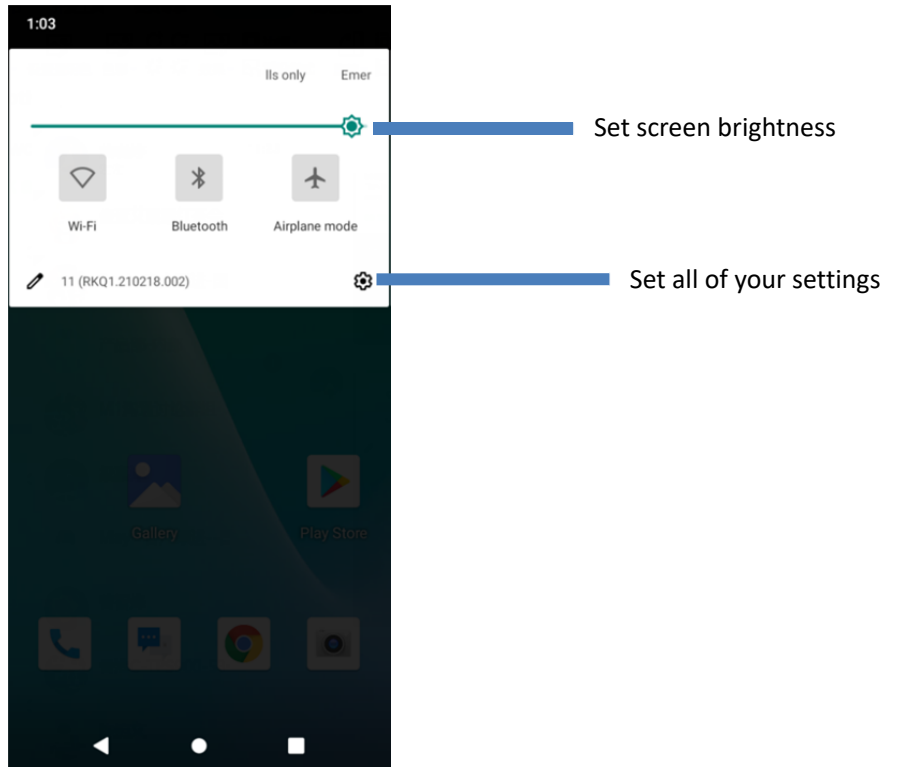 1:03
lls only Emer
Set screen brightness
Wi-Fi Bluetooth Airplane mode
11 (RKQ1.210218.002)
Set all of your settings
Gallery Play Store